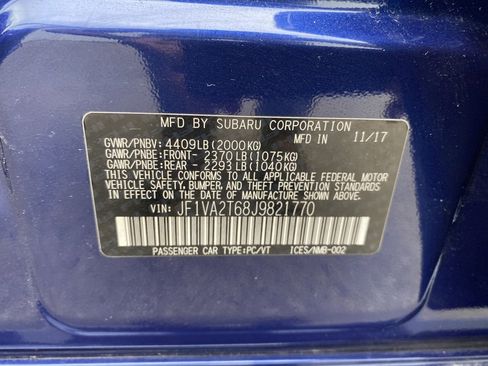 MFD BY SUBARU CORPORATION
GVWR/PNBV: 4409LB (2000KG) MFD IN 11/17
GAWR/PNBE:FRONT- 2370LB (1075KG)
GAWR/PNBE:REAR - 2293LB (1040KG)
THIS VEHICLE CONFORMS TO ALL APPLICABLE FEDERAL MOTOR
VEHICLE SAFETY, BUMPER, AND THEFT PREVENTION STANDARDS
IN EFFECT ON THE DATE OF MANUFACTURE SHOWN ABOVE.
VIN: JF1VA2T68J9821770
PASSENGER CAR TYPE:PC/VT ICES/NMB-002